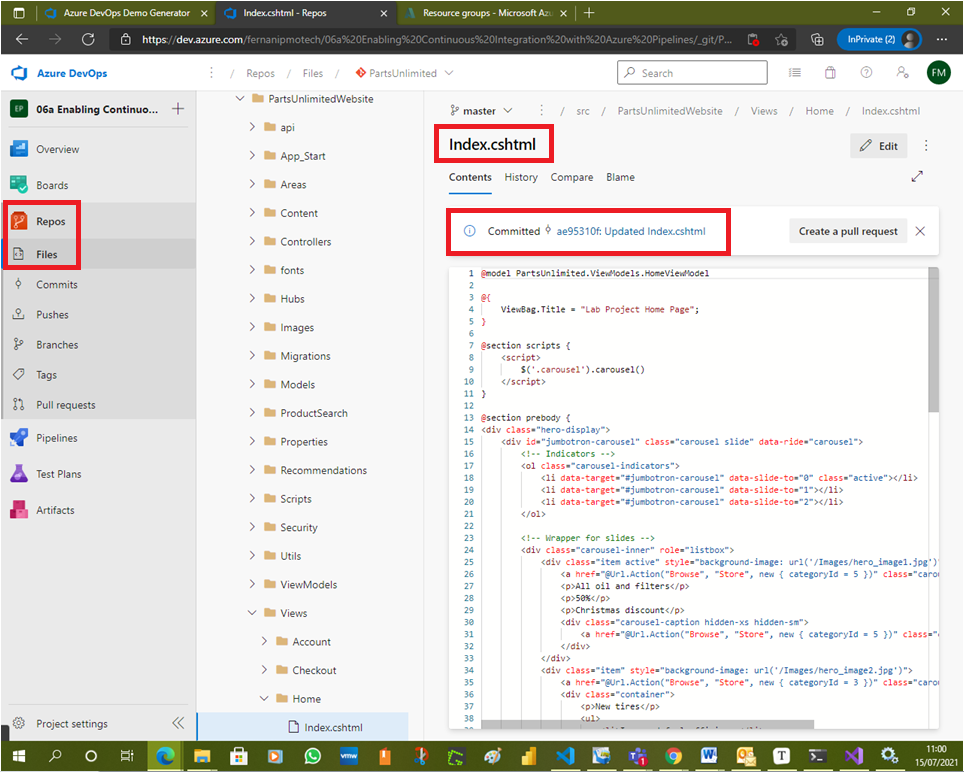 Azure DevOps Demo Generator
Index.cshtml - Repos
Resource groups - Microsoft Azu
https://dev.azure.com/fernanipmotech/06a%20Enabling%20Continuous%20Integration%20with%20Azure%20Pipelines/_git/P...
InPrivate (2)
Azure DevOps
/ Repos / Files / PartsUnlimited
Search
FM
EP
06a Enabling Continuo...
Overview
Boards
Repos
Files
Commits
Pushes
Branches
Tags
Pull requests
Pipelines
Test Plans
Artifacts
Project settings
PartsUnlimitedWebsite
api
App_Start
Areas
Content
Controllers
fonts
Hubs
Images
Migrations
Models
ProductSearch
Properties
Recommendations
Scripts
Security
Utils
ViewModels
Views
Account
Checkout
Home
Index.cshtml
master / src / PartsUnlimitedWebsite / Views / Home / Index.cshtml
Index.cshtml
Edit
Contents History Compare Blame
Committed ae95310f: Updated Index.cshtml
Create a pull request
1 @model PartsUnlimited.ViewModels.HomeViewModel
2
3 @{
4 ViewBag.Title = "Lab Project Home Page";
5 }
6
7 @section scripts {
8 <script>
9 $('.carousel').carousel()
10 </script>
11 }
12
13 @section prebody {
14 <div class="hero-display">
15 <div id="jumbotron-carousel" class="carousel slide" data-ride="carousel">
16 <!-- Indicators -->
17 <ol class="carousel-indicators">
18 <li data-target="#jumbotron-carousel" data-slide-to="0" class="active"></li>
19 <li data-target="#jumbotron-carousel" data-slide-to="1"></li>
20 <li data-target="#jumbotron-carousel" data-slide-to="2"></li>
21 </ol>
22
23 <!-- Wrapper for slides -->
24 <div class="carousel-inner" role="listbox">
25 <div class="item active" style="background-image: url('/Images/hero_image1.jpg')"
26 <a href="@Url.Action("Browse", "Store", new { categoryId = 5 })" class="carou
27 <p>All oil and filters</p>
28 <p>50%</p>
29 <p>Christmas discount</p>
30 <div class="carousel-caption hidden-xs hidden-sm">
31 <a href="@Url.Action("Browse", "Store", new { categoryId = 5 })" class="c
32 </div>
33 </div>
34 <div class="item" style="background-image: url('/Images/hero_image2.jpg')">
35 <a href="@Url.Action("Browse", "Store", new { categoryId = 3 })" class="carou
36 <div class="container">
37 <p>New tires</p>
38 <ul>
39
vmw
11:00
15/07/2021